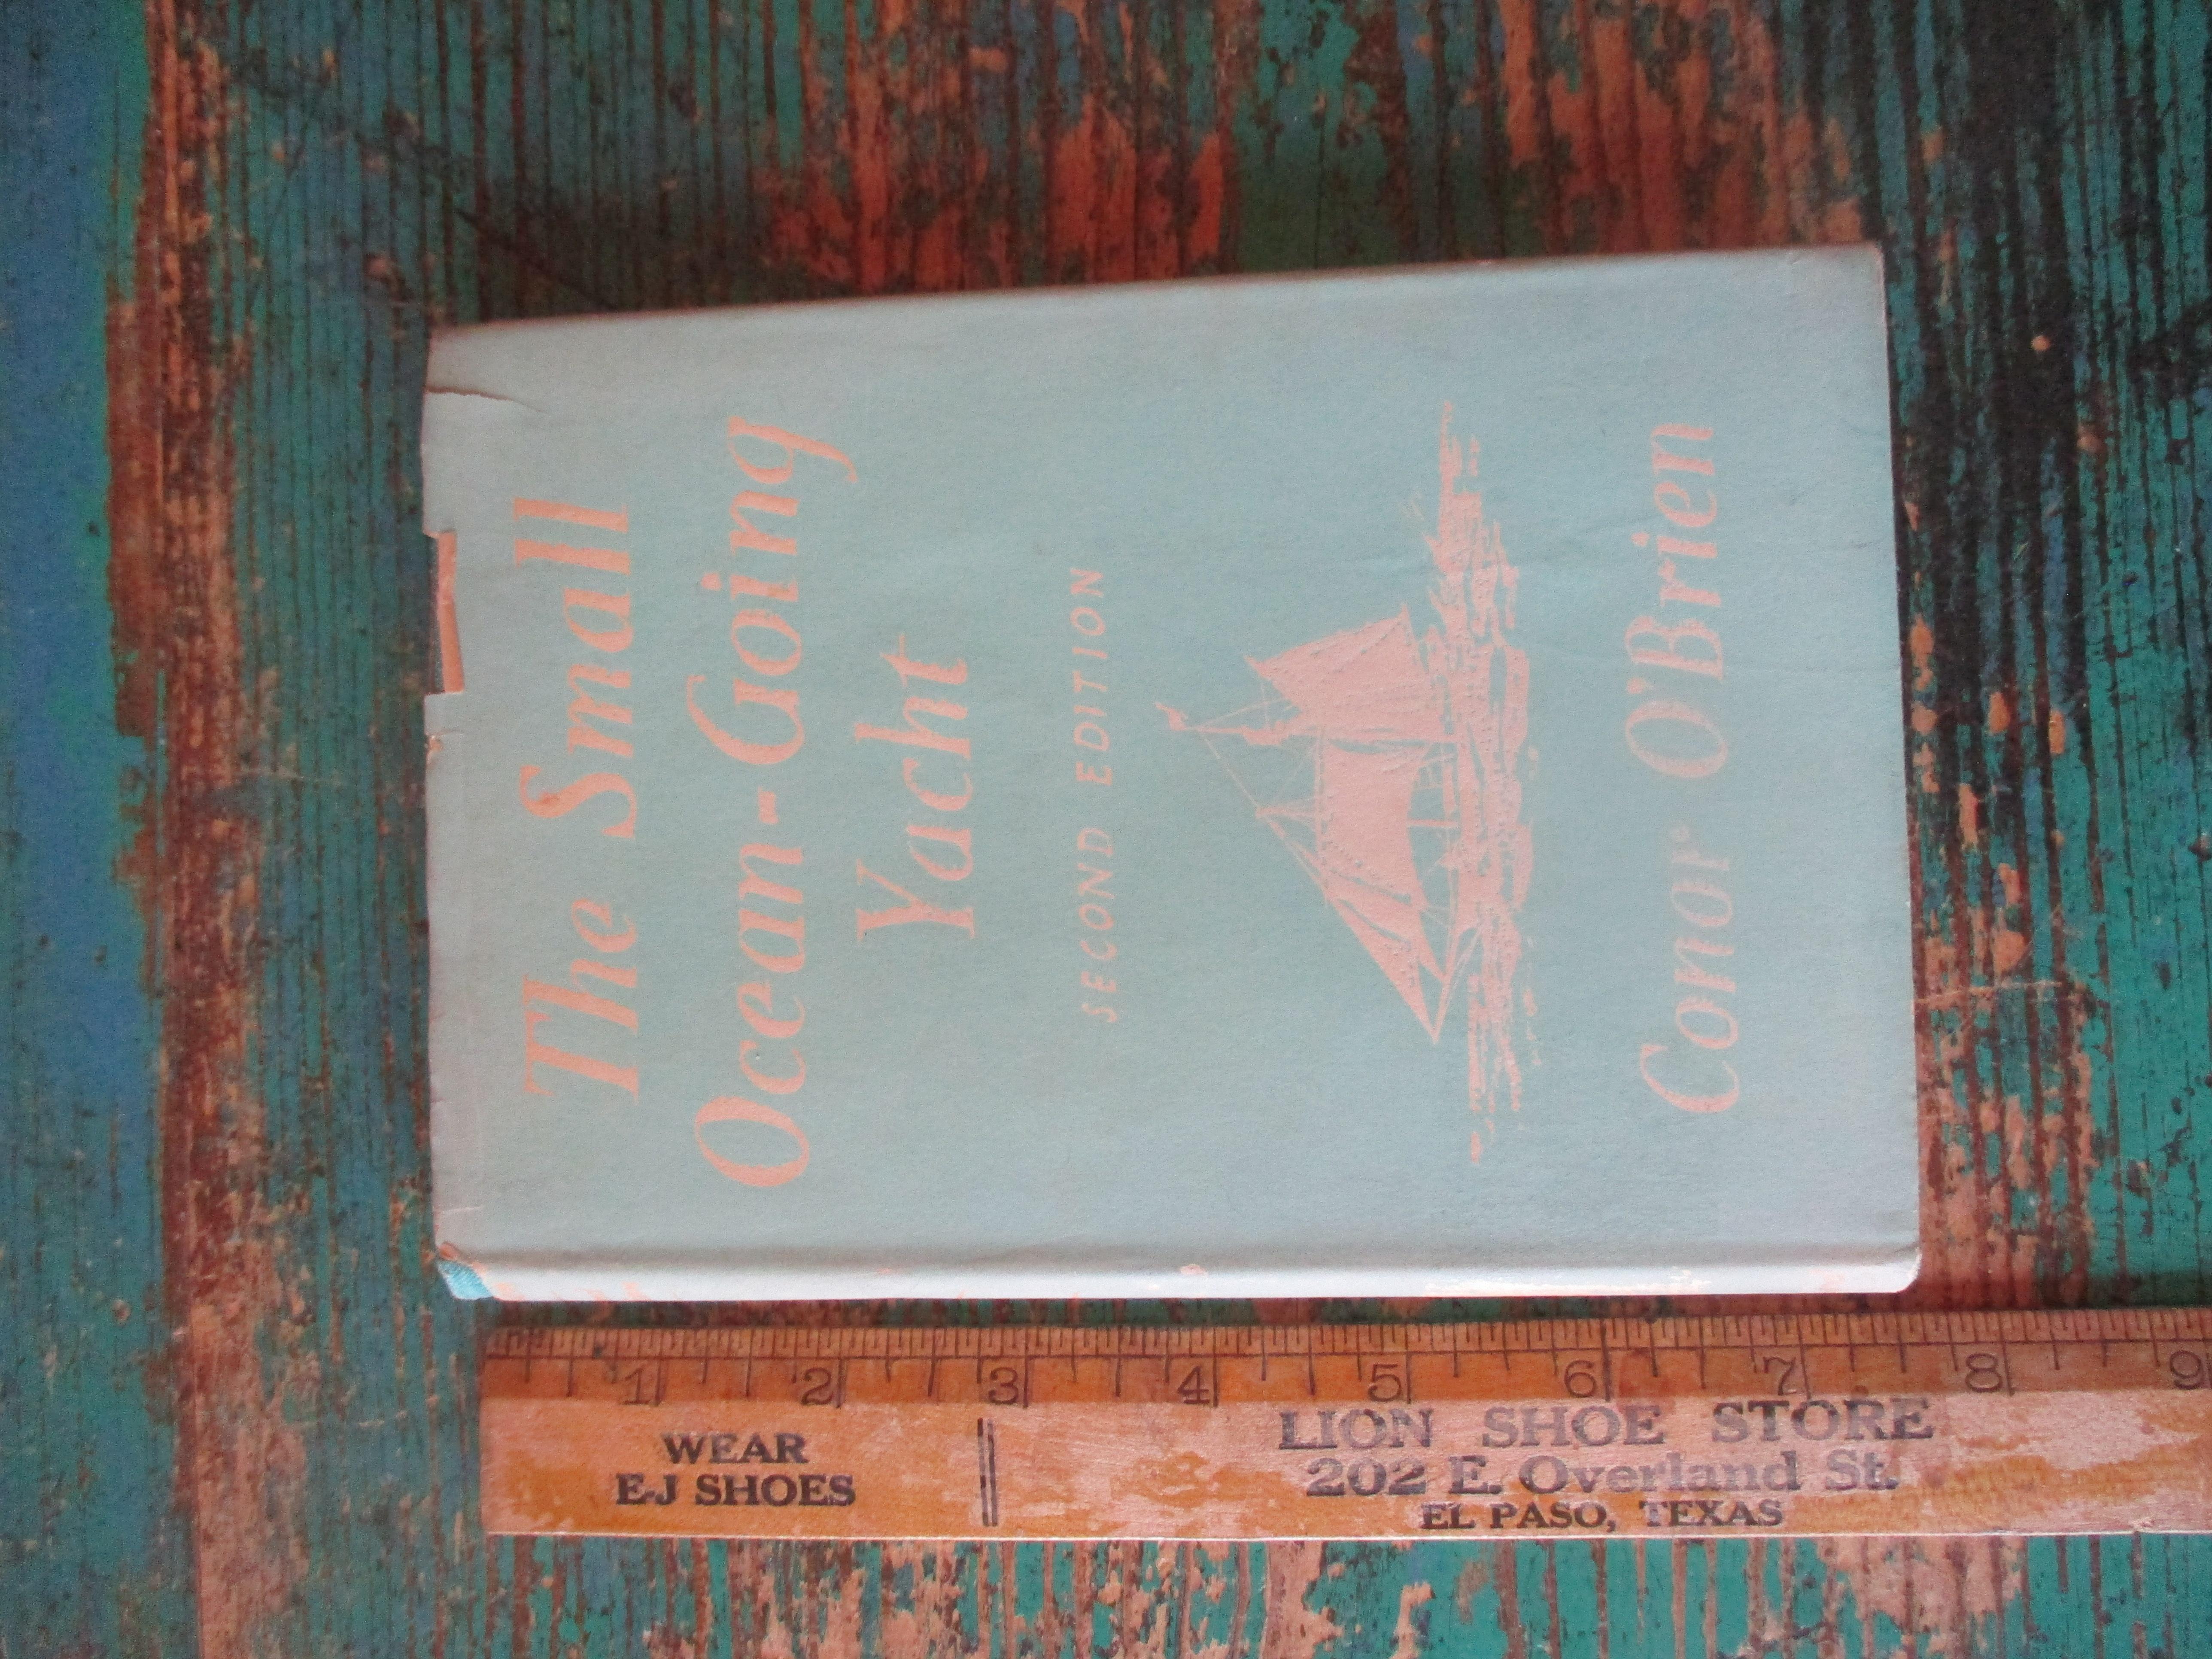 The Small
Ocean-Going
Yacht
SECOND EDITION
Conor O'Brien
1 2 3 4 5 6 7 8 9
WEAR
E-J SHOES
LION SHOE STORE
202 E. Overland St.
EL PASO, TEXAS